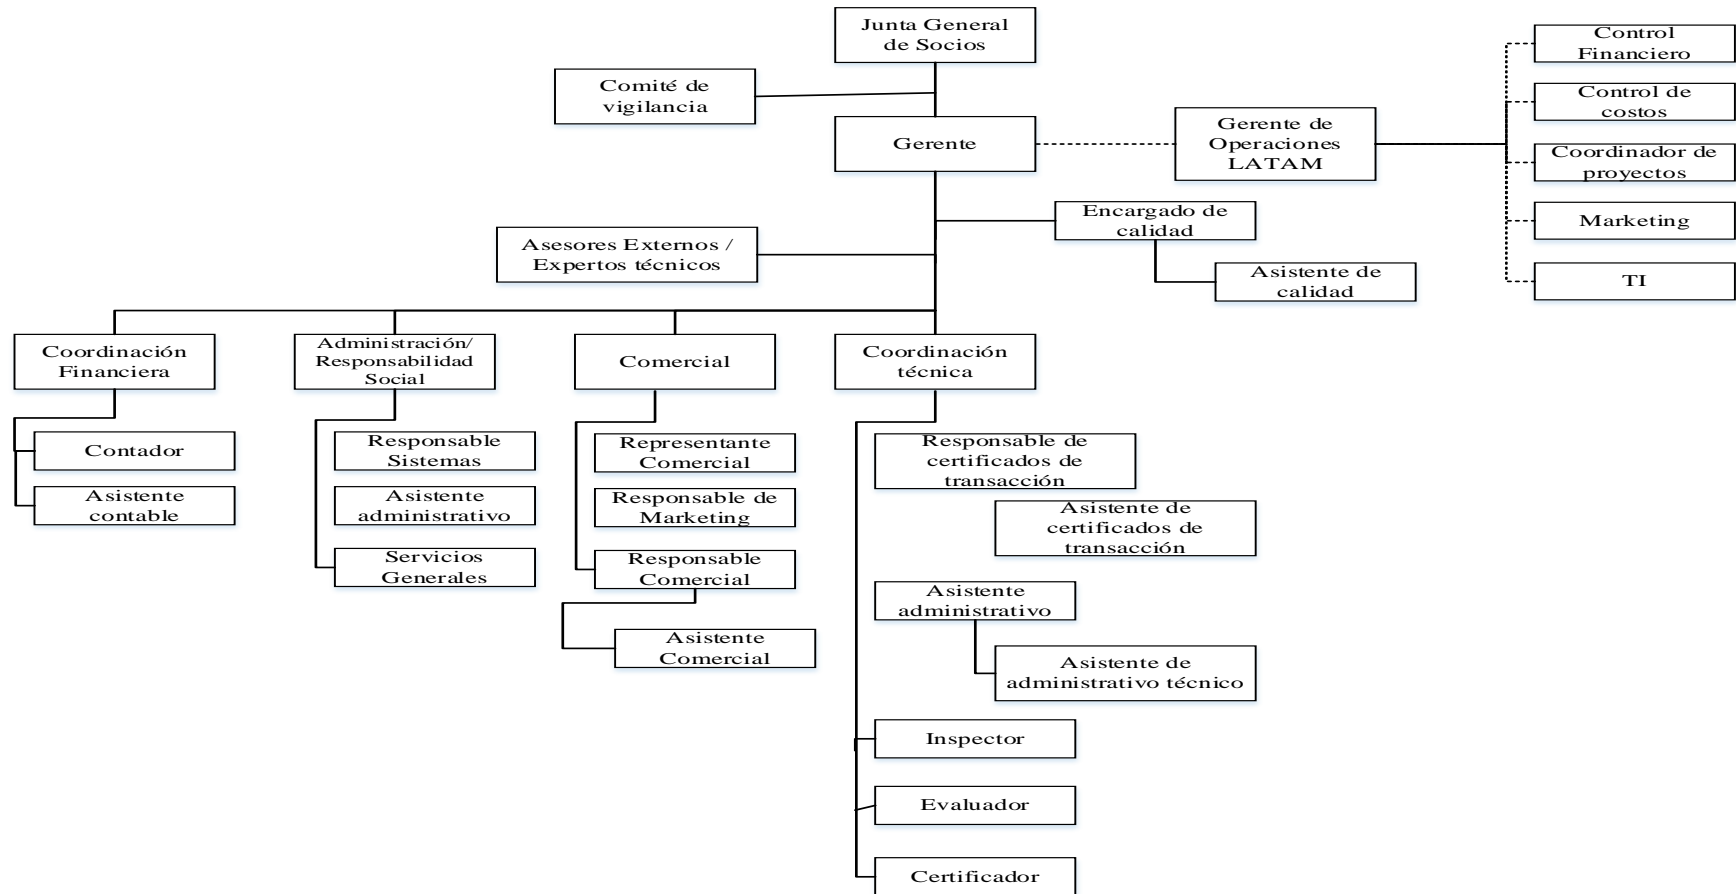 Junta General
de Socios
Comité de
vigilancia
Gerente
Gerente de
Operaciones
LATAM
Control
Financiero
Control de
costos
Coordinador de
proyectos
Marketing
TI
Encargado de
calidad
Asistente de
calidad
Asesores Externos /
Expertos técnicos
Coordinación
Financiera
Contador
Asistente
contable
Administración/
Responsabilidad
Social
Responsable
Sistemas
Asistente
administrativo
Servicios
Generales
Comercial
Representante
Comercial
Responsable de
Marketing
Responsable
Comercial
Asistente
Comercial
Coordinación
técnica
Responsable de
certificados de
transacción
Asistente de
certificados de
transacción
Asistente
administrativo
Asistente de
administrativo técnico
Inspector
Evaluador
Certificador